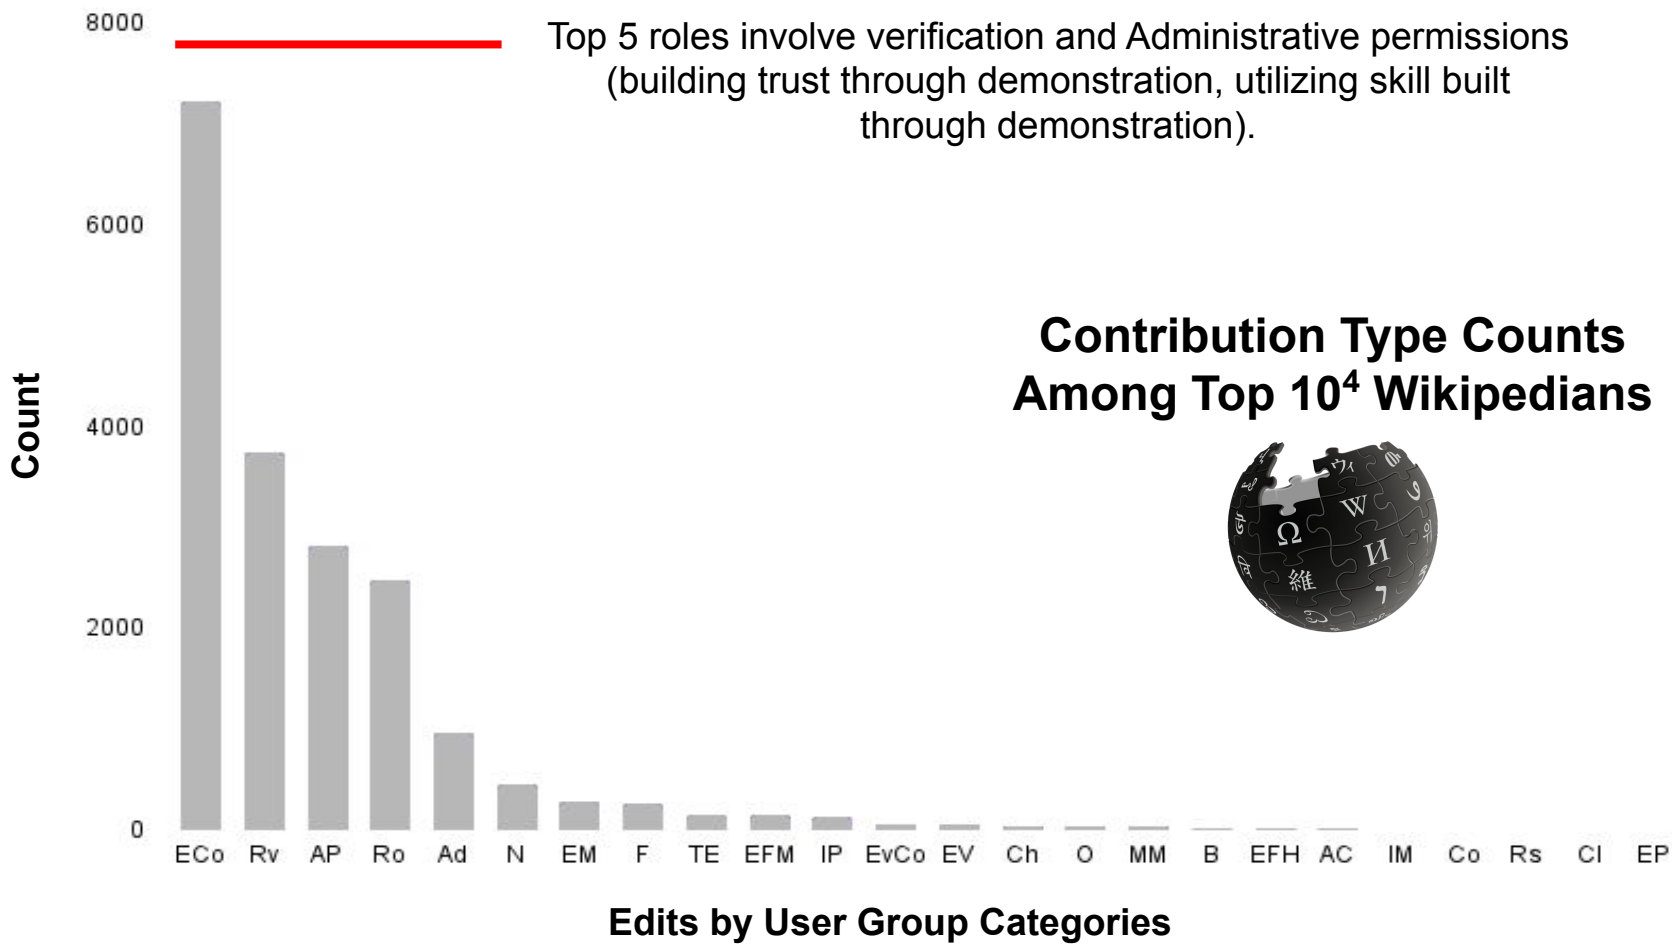 8000
Top 5 roles involve verification and Administrative permissions
(building trust through demonstration, utilizing skill built
through demonstration).
6000
Contribution Type Counts
Among Top 10⁴ Wikipedians
4000
Count
Ω W И
維
2000
0
ECo Rv AP Ro Ad N EM F TE EFM IP EvCo EV Ch O MM B EFH AC IM Co Rs CI EP
Edits by User Group Categories